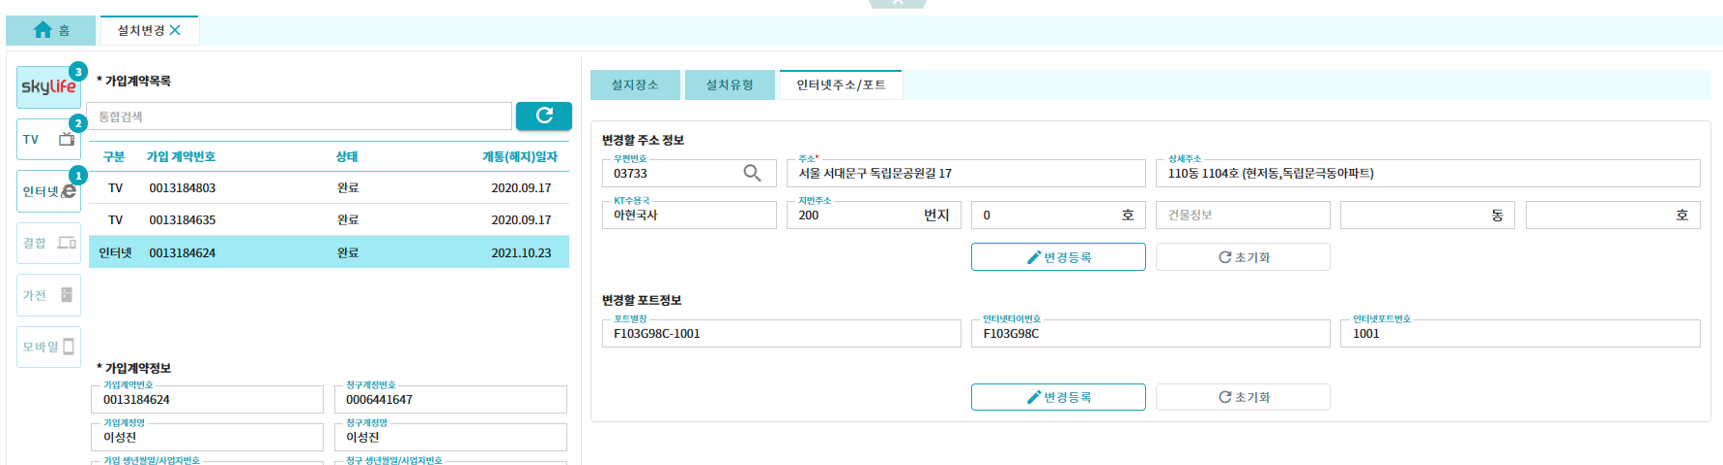 홈
설치변경
skylife
3
TV
2
인터넷
1
결합
가전
모바일
* 가입계약목록
통합검색
구분 가입 계약번호 상태 개통(해지)일자
TV 0013184803 완료 2020.09.17
TV 0013184635 완료 2020.09.17
인터넷 0013184624 완료 2021.10.23
* 가입계약정보
가입계약번호 청구계정번호
0013184624 0006441647
가입계정명 청구계정명
이성진 이성진
가입 생년월일/사업자번호 청구 생년월일/사업자번호
설지장소 설치유형 인터넷주소/포트
변경할 주소 정보
우편번호 주소* 상세주소
03733 서울 서대문구 독립문공원길 17 110동 1104호 (현저동,독립문극동아파트)
KT수용국 지번주소
아현국사 200 번지 0 호 건물정보 동 호
변경등록 초기화
변경할 포트정보
포트별칭 인터넷타이번호 인터넷포트번호
F103G98C-1001 F103G98C 1001
변경등록 초기화